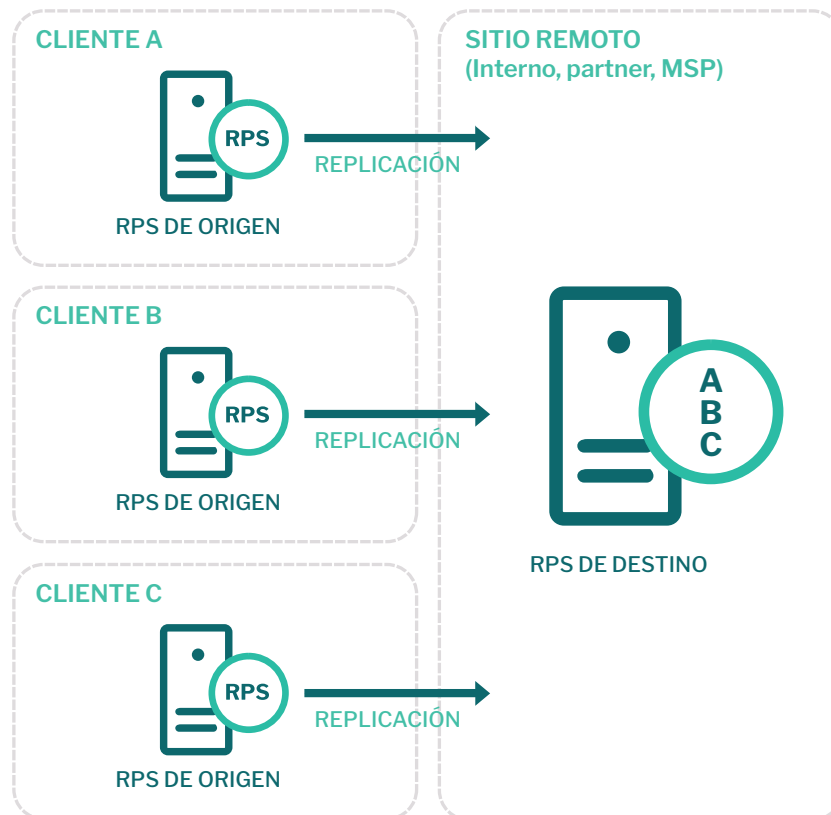 CLIENTE A
RPS
REPLICACIÓN
RPS DE ORIGEN
CLIENTE B
RPS
REPLICACIÓN
RPS DE ORIGEN
CLIENTE C
RPS
REPLICACIÓN
RPS DE ORIGEN
SITIO REMOTO
(Interno, partner, MSP)
A
B
C
RPS DE DESTINO